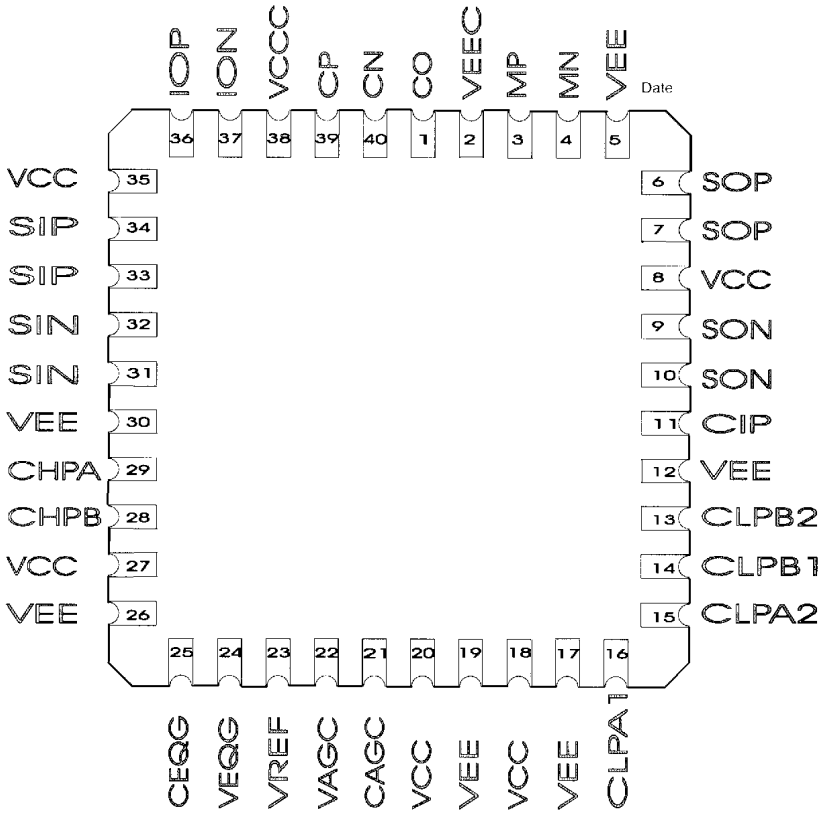 IOP ION VCCC CP CN CO VEEC MP MN VEE Date
36 37 38 39 40 1 2 3 4 5
VCC 35 6 SOP
SIP 34 7 SOP
SIP 33 8 VCC
SIN 32 9 SON
SIN 31 10 SON
VEE 30 11 CIP
CHPA 29 12 VEE
CHPB 28 13 CLPB2
VCC 27 14 CLPB1
VEE 26 15 CLPA2
25 24 23 22 21 20 19 18 17 16
CEQG VEQG VREF VAGC CAGC VCC VEE VCC VEE CLPA1